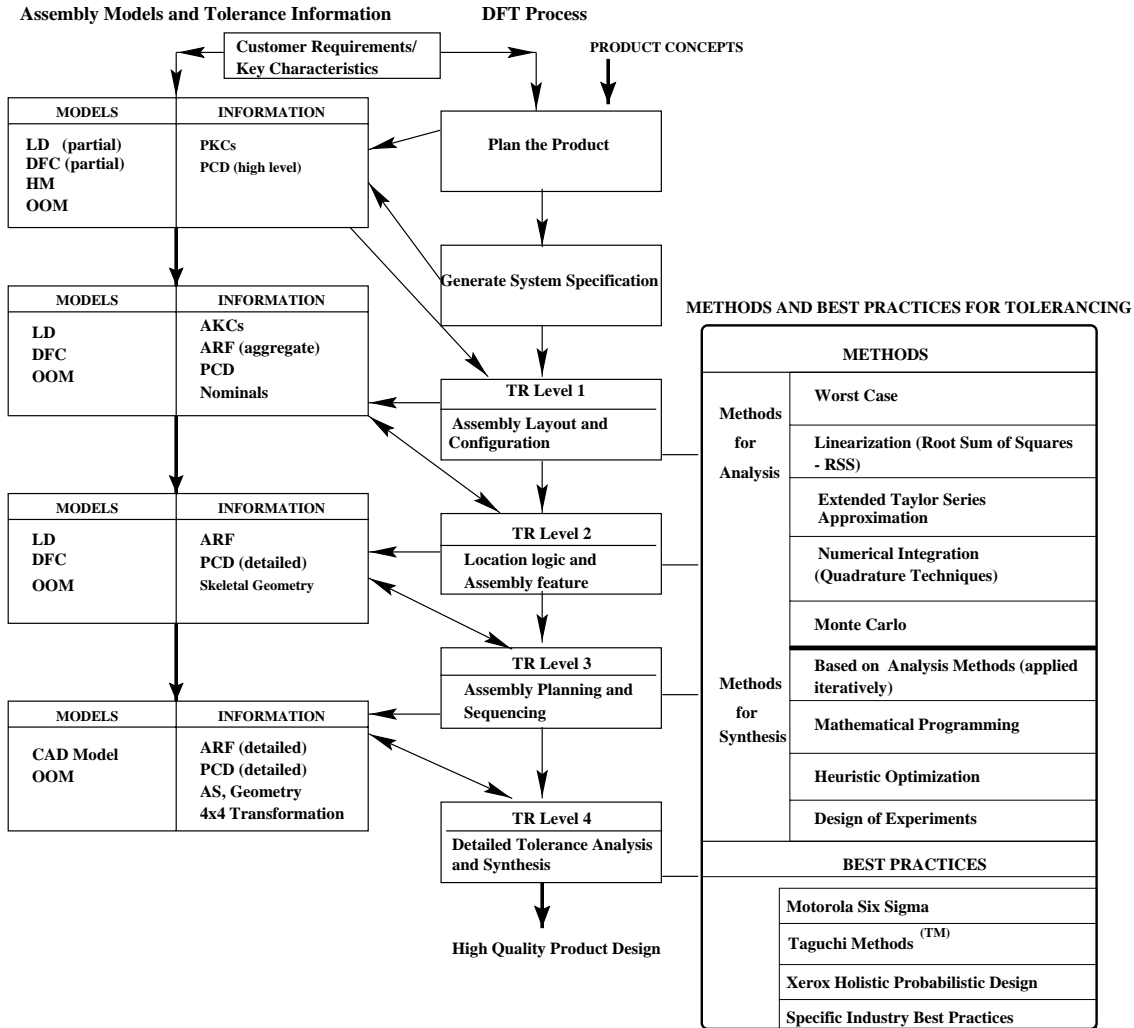 Assembly Models and Tolerance Information
DFT Process
Customer Requirements/
Key Characteristics
PRODUCT CONCEPTS
MODELS
INFORMATION
LD (partial)
DFC (partial)
HM
OOM
PKCs
PCD (high level)
Plan the Product
Generate System Specification
MODELS
INFORMATION
LD
DFC
OOM
AKCs
ARF (aggregate)
PCD
Nominals
TR Level 1
Assembly Layout and
Configuration
MODELS
INFORMATION
LD
DFC
OOM
ARF
PCD (detailed)
Skeletal Geometry
TR Level 2
Location logic and
Assembly feature
TR Level 3
Assembly Planning and
Sequencing
MODELS
INFORMATION
CAD Model
OOM
ARF (detailed)
PCD (detailed)
AS, Geometry
4x4 Transformation
TR Level 4
Detailed Tolerance Analysis
and Synthesis
High Quality Product Design
METHODS AND BEST PRACTICES FOR TOLERANCING
METHODS
Methods
for
Analysis
Worst Case
Linearization (Root Sum of Squares
- RSS)
Extended Taylor Series
Approximation
Numerical Integration
(Quadrature Techniques)
Monte Carlo
Methods
for
Synthesis
Based on Analysis Methods (applied
iteratively)
Mathematical Programming
Heuristic Optimization
Design of Experiments
BEST PRACTICES
Motorola Six Sigma
Taguchi Methods (TM)
Xerox Holistic Probabilistic Design
Specific Industry Best Practices